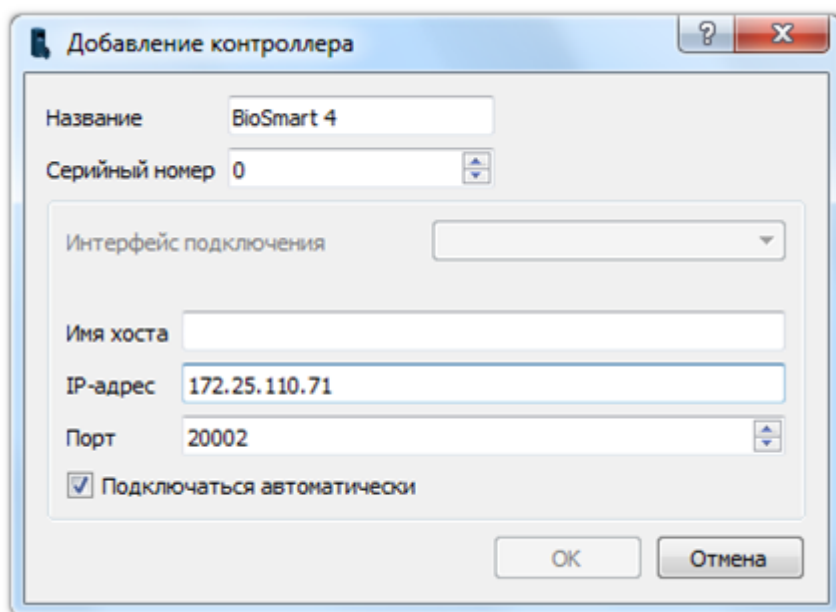 Добавление контроллера
Название BioSmart 4
Серийный номер 0
Интерфейс подключения
Имя хоста
IP-адрес 172.25.110.71
Порт 20002
Подключаться автоматически
OK Отмена